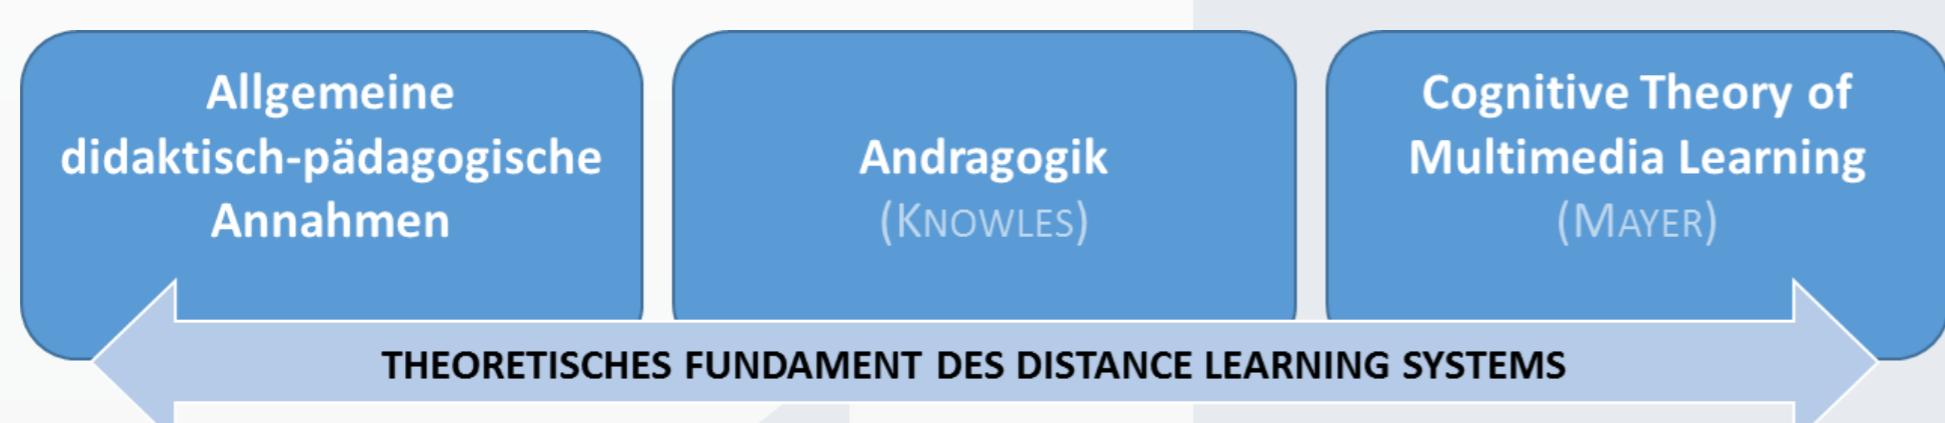 Allgemeine
didaktisch-pädagogische
Annahmen
Andragogik
(KNOWLES)
Cognitive Theory of
Multimedia Learning
(MAYER)
THEORETISCHES FUNDAMENT DES DISTANCE LEARNING SYSTEMS